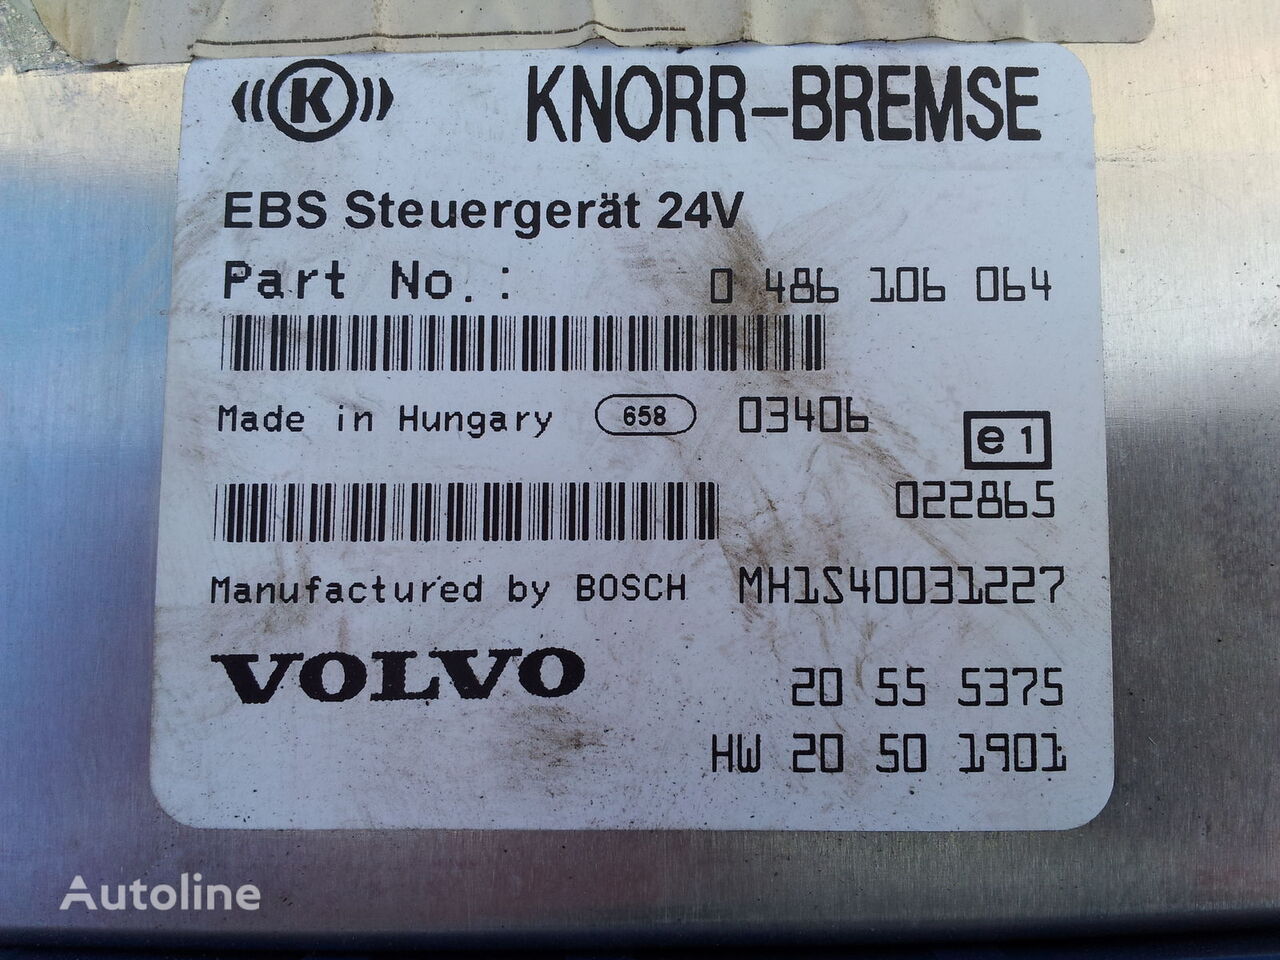 K KNORR-BREMSE
EBS Steuergerät 24V
Part No.: 0 486 106 064
Made in Hungary 658 03406
e1
022865
Manufactured by BOSCH MH1S40031227
VOLVO 20 55 5375
HW 20 50 1901
Autoline